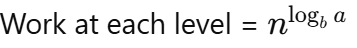 Work at each level = $n^{\log_b a}$